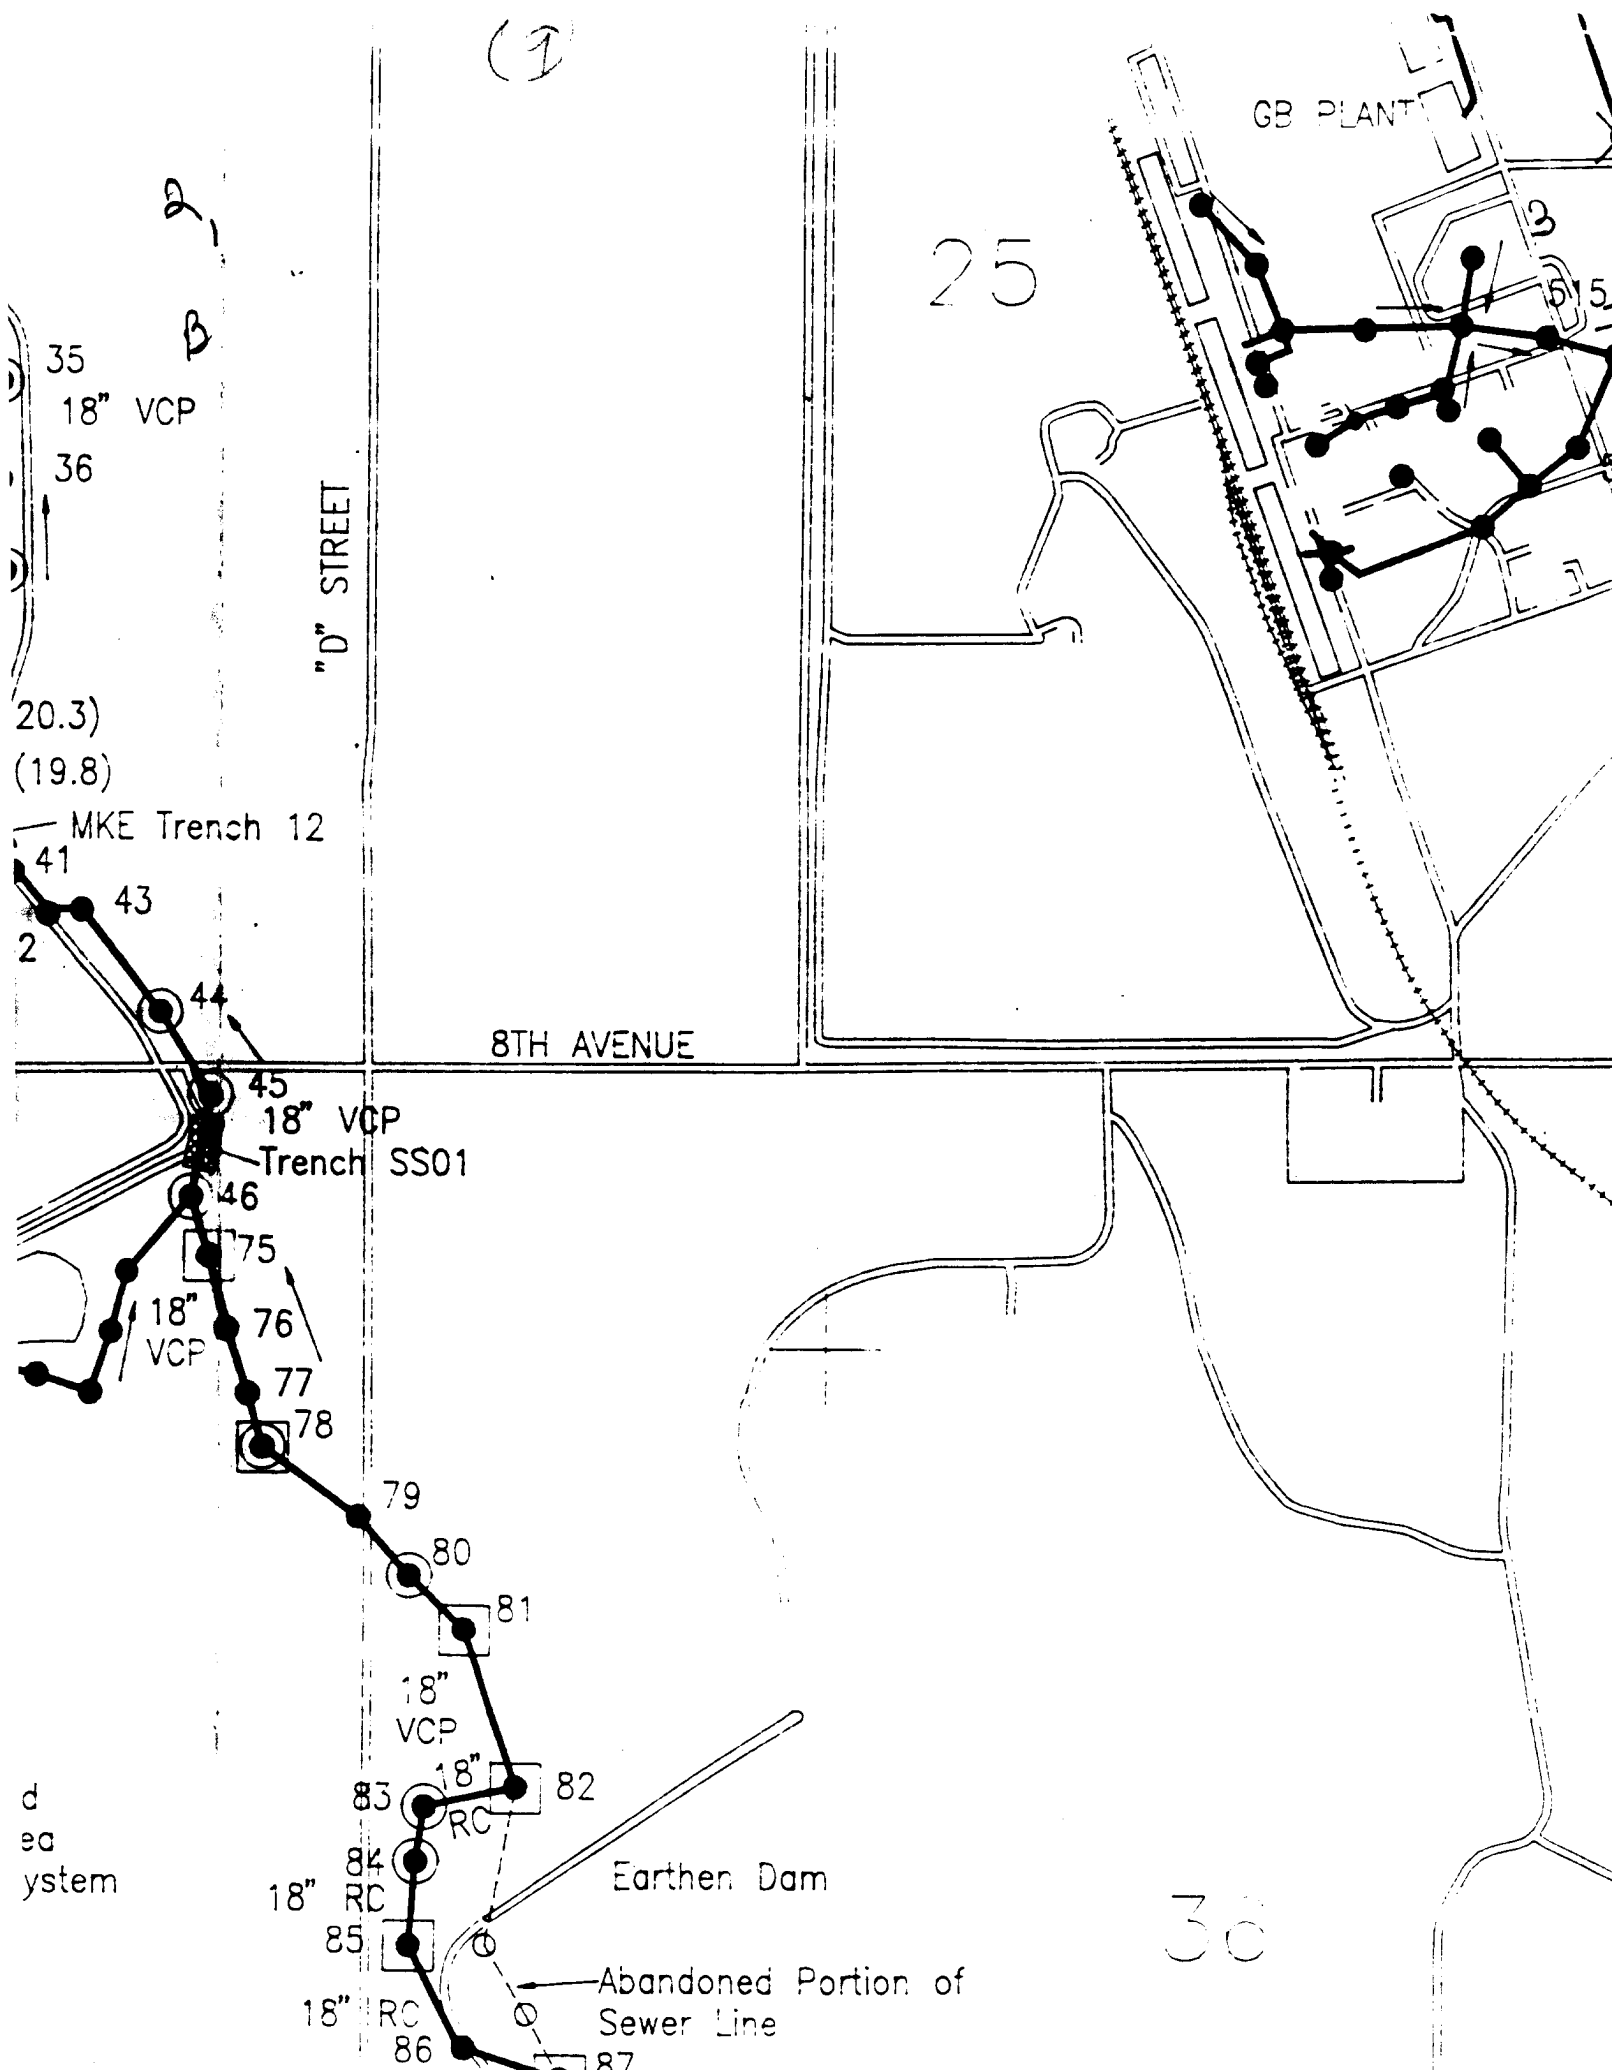 (1)
GB PLANT
2,
3
25
515
B
35
18" VCP
36
"D" STREET
20.3)
(19.8)
MKE Trench 12
41
43
2
44
8TH AVENUE
45
18" VCP
Trench SS01
46
75
18"
VCP
76
77
78
79
80
81
18"
VCP
18"
RC
82
83
d
ea
ystem
84
18" RC
Earthen Dam
36
85
Abandoned Portion of
Sewer Line
18" RC
86
87